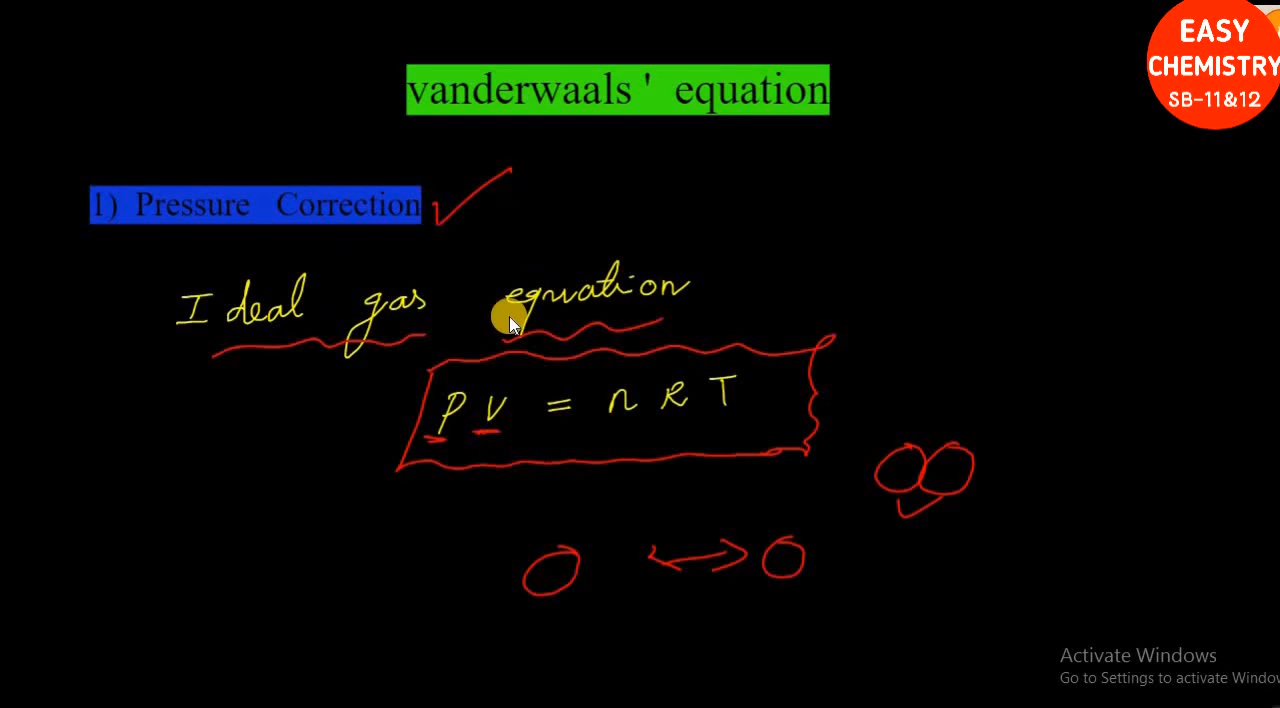 EASY
CHEMISTRY
SB-11&12
vanderwaals ' equation
1) Pressure Correction
Ideal gas equation
PV = nRT
Activate Windows
Go to Settings to activate Window